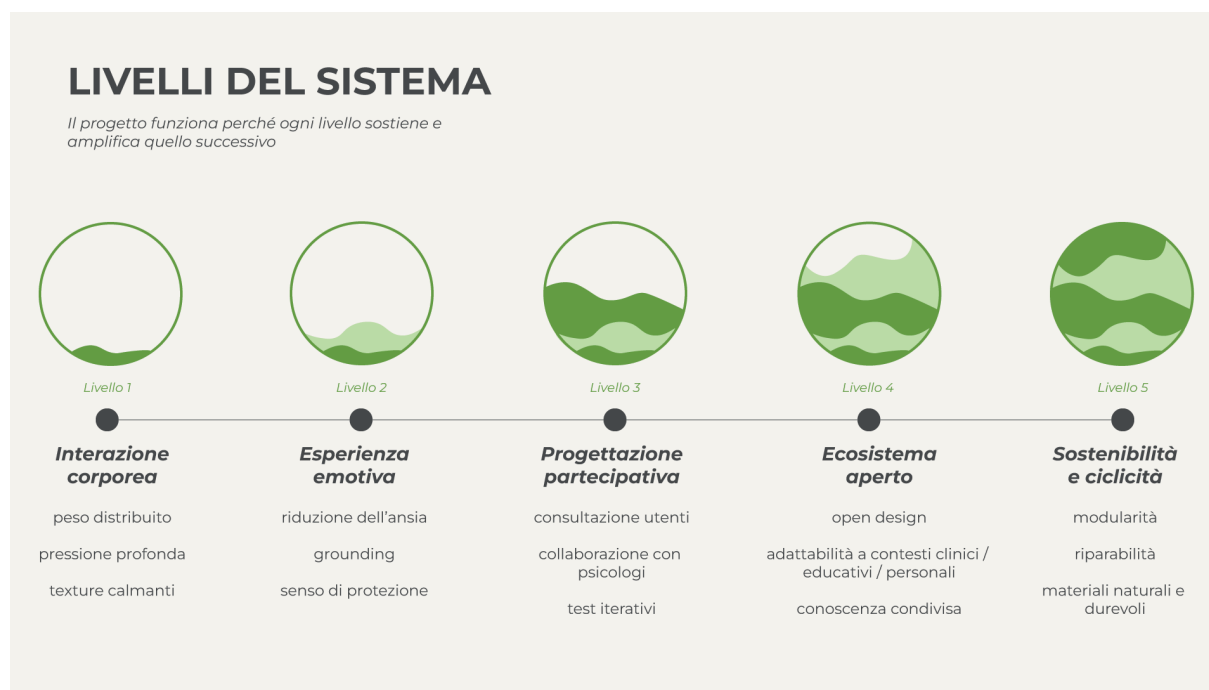 LIVELLI DEL SISTEMA
Il progetto funziona perché ogni livello sostiene e
amplifica quello successivo
Livello 1
Interazione
corporea
peso distribuito
pressione profonda
texture calmanti
Livello 2
Esperienza
emotiva
riduzione dell'ansia
grounding
senso di protezione
Livello 3
Progettazione
partecipativa
consultazione utenti
collaborazione con
psicologi
test iterativi
Livello 4
Ecosistema
aperto
open design
adattabilità a contesti clinici /
educativi / personali
conoscenza condivisa
Livello 5
Sostenibilità
e ciclicità
modularità
riparabilità
materiali naturali e
durevoli